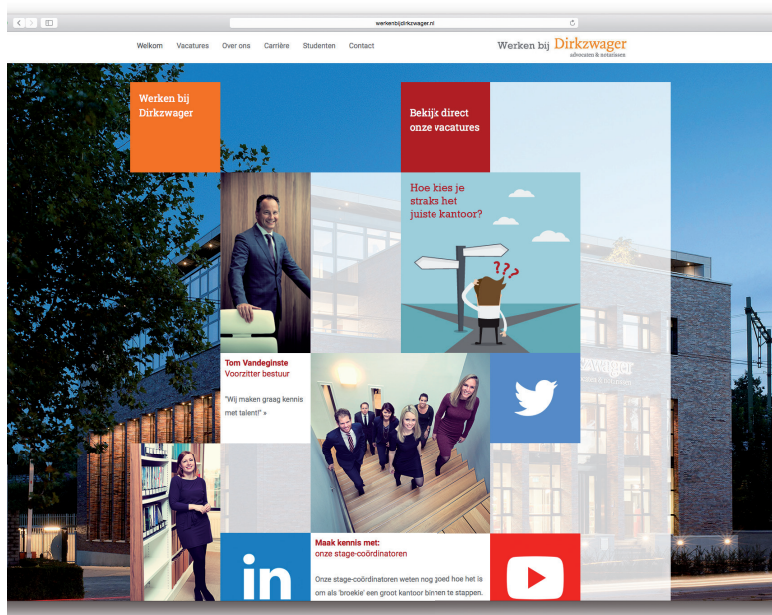 werkenbijdirkzwager.nl
Welkom Vacatures Over ons Carrière Studenten Contact
Werken bij Dirkzwager
advocaten & notarissen
Werken bij
Dirkzwager
Bekijk direct
onze vacatures
Hoe kies je
straks het
juiste kantoor?
???
Tom Vandeginste
Voorzitter bestuur
"Wij maken graag kennis
met talent!" »
in
Maak kennis met:
onze stage-coördinatoren
Onze stage-coördinatoren weten nog goed hoe het is
om als 'broekie' een groot kantoor binnen te stappen.